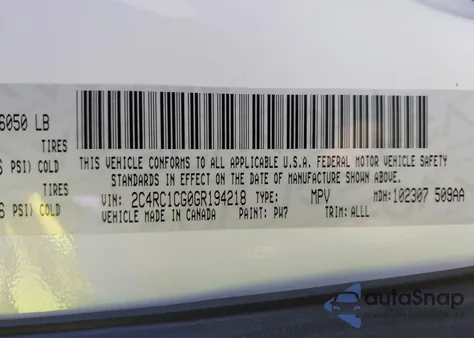 6050 LB
TIRES
PSI) COLD
TIRES
PSI) COLD
THIS VEHICLE CONFORMS TO ALL APPLICABLE U.S.A. FEDERAL MOTOR VEHICLE SAFETY
STANDARDS IN EFFECT ON THE DATE OF MANUFACTURE SHOWN ABOVE.
VIN: 2C4RC1CG0GR194218 TYPE: MPV MDH: 102307 509AA
VEHICLE MADE IN CANADA PAINT: PW7 TRIM: ALLL
autoSnap